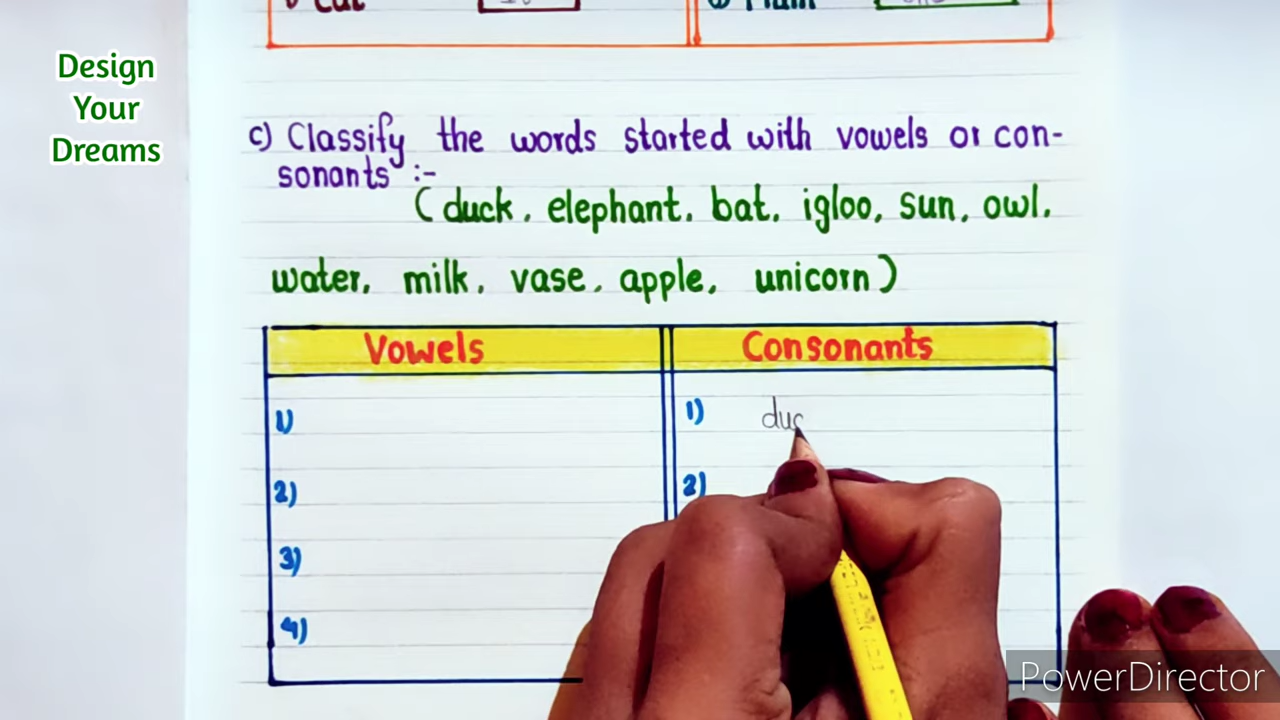 Design
Your
Dreams
c) Classify the words started with vowels or con-
sonants :-
(duck, elephant, bat, igloo, sun, owl,
water, milk, vase, apple, unicorn)
Vowels Consonants
1) 1) duc
2) 2)
3)
4)
PowerDirector